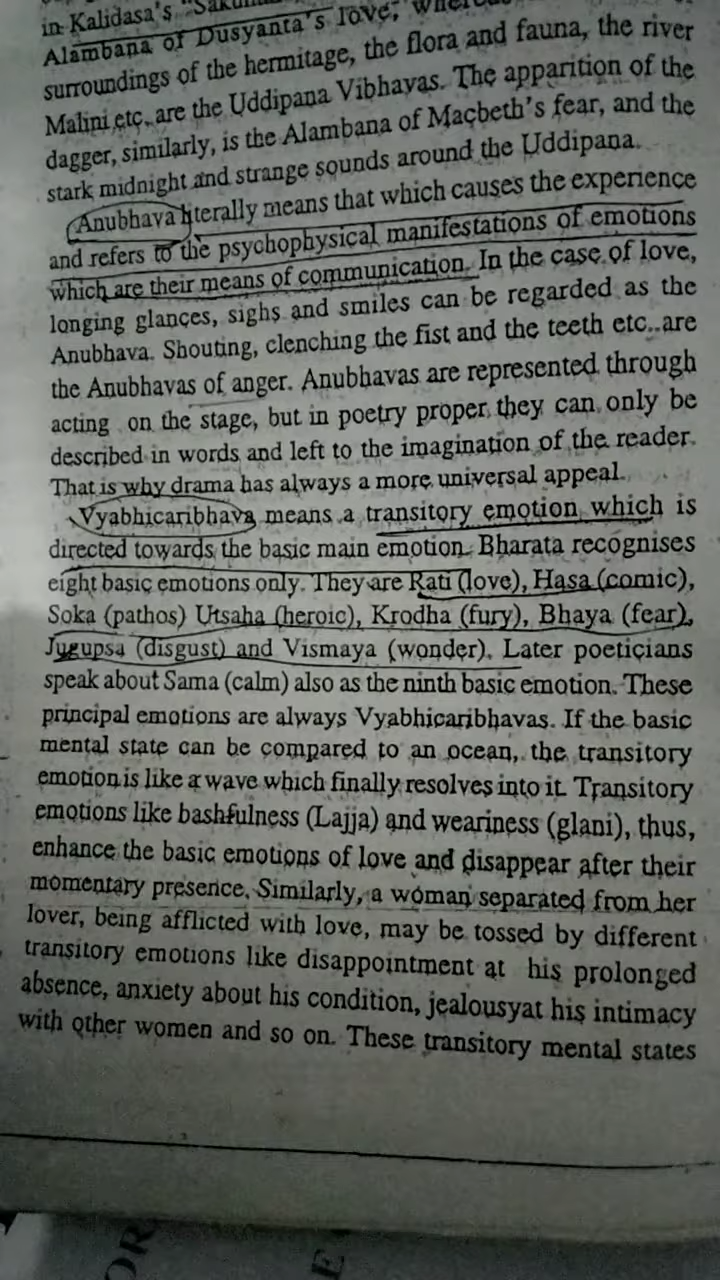 in Kalidasa's
Alambana of Dusyanta's love,
surroundings of the hermitage, the flora and fauna, the river
Malini etc. are the Uddipana Vibhavas. The apparition of the
dagger, similarly, is the Alambana of Macbeth's fear, and the
stark midnight and strange sounds around the Uddipana.
Anubhava literally means that which causes the experience
and refers to the psychophysical manifestations of emotions
which are their means of communication. In the case of love,
longing glances, sighs and smiles can be regarded as the
Anubhava. Shouting, clenching the fist and the teeth etc..are
the Anubhavas of anger. Anubhavas are represented through
acting on the stage, but in poetry proper they can only be
described in words and left to the imagination of the reader.
That is why drama has always a more universal appeal.
Vyabhicaribhava means a transitory emotion which is
directed towards the basic main emotion. Bharata recognises
eight basic emotions only. They are Rati (love), Hasa (comic),
Soka (pathos) Utsaha (heroic), Krodha (fury), Bhaya (fear),
Jugupsa (disgust) and Vismaya (wonder). Later poeticians
speak about Sama (calm) also as the ninth basic emotion. These
principal emotions are always Vyabhicaribhavas. If the basic
mental state can be compared to an ocean, the transitory
emotion is like a wave which finally resolves into it. Transitory
emotions like bashfulness (Lajja) and weariness (glani), thus,
enhance the basic emotions of love and disappear after their
momentary presence. Similarly, a woman separated from her
lover, being afflicted with love, may be tossed by different
transitory emotions like disappointment at his prolonged
absence, anxiety about his condition, jealousyat his intimacy
with other women and so on. These transitory mental states
OR
E